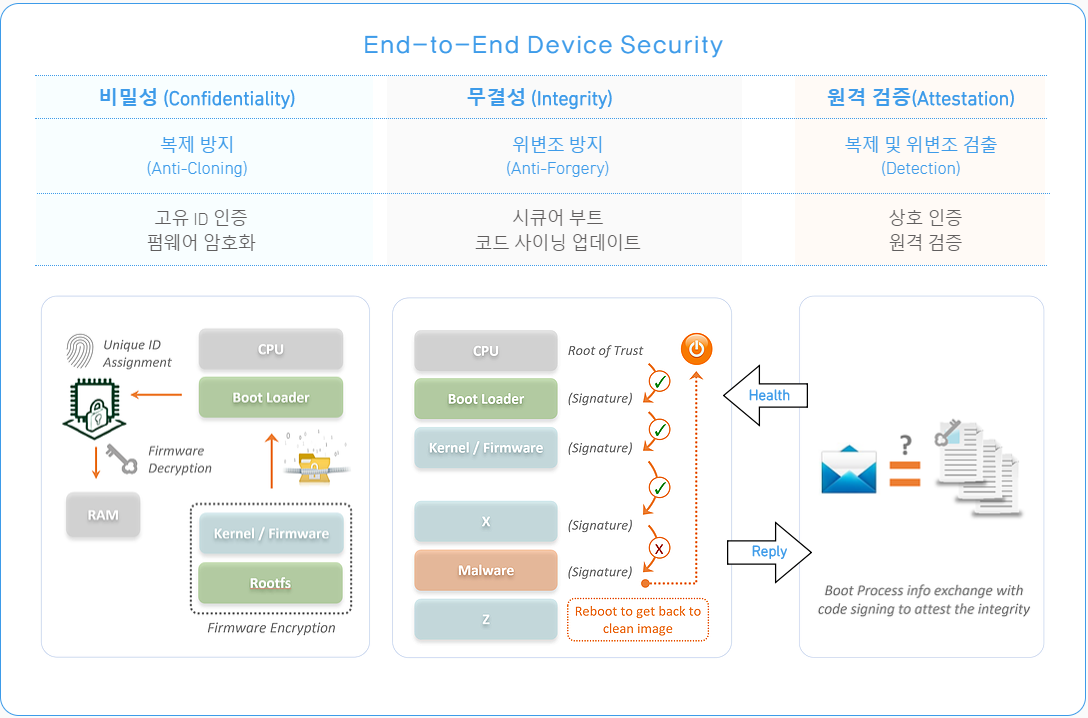 End-to-End Device Security
비밀성 (Confidentiality)
무결성 (Integrity)
원격 검증(Attestation)
복제 방지
(Anti-Cloning)
위변조 방지
(Anti-Forgery)
복제 및 위변조 검출
(Detection)
고유 ID 인증
펌웨어 암호화
시큐어 부트
코드 사이닝 업데이트
상호 인증
원격 검증
Unique ID
Assignment
CPU
Boot Loader
Firmware
Decryption
RAM
Kernel / Firmware
Rootfs
Firmware Encryption
CPU
Root of Trust
Boot Loader
(Signature)
Kernel / Firmware
(Signature)
X
(Signature)
X
Malware
(Signature)
Z
Reboot to get back to
clean image
Health
Reply
?
=
Boot Process info exchange with
code signing to attest the integrity